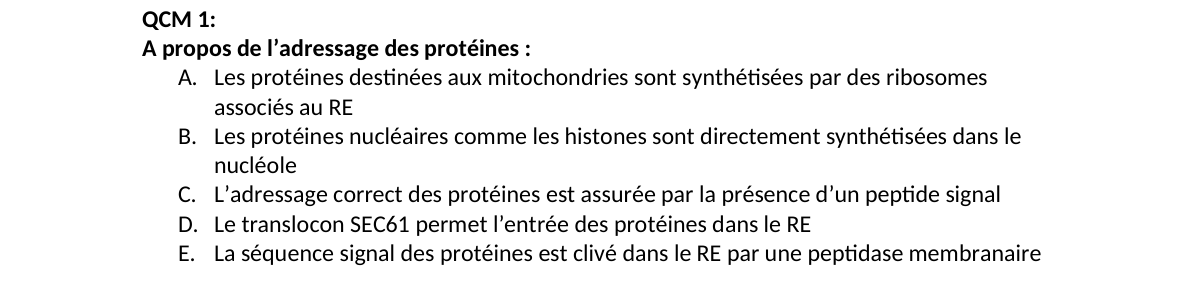 QCM 1:
A propos de l'adressage des protéines :
A. Les protéines destinées aux mitochondries sont synthétisées par des ribosomes
associés au RE
B. Les protéines nucléaires comme les histones sont directement synthétisées dans le
nucléole
C. L'adressage correct des protéines est assurée par la présence d'un peptide signal
D. Le translocon SEC61 permet l'entrée des protéines dans le RE
E. La séquence signal des protéines est clivé dans le RE par une peptidase membranaire